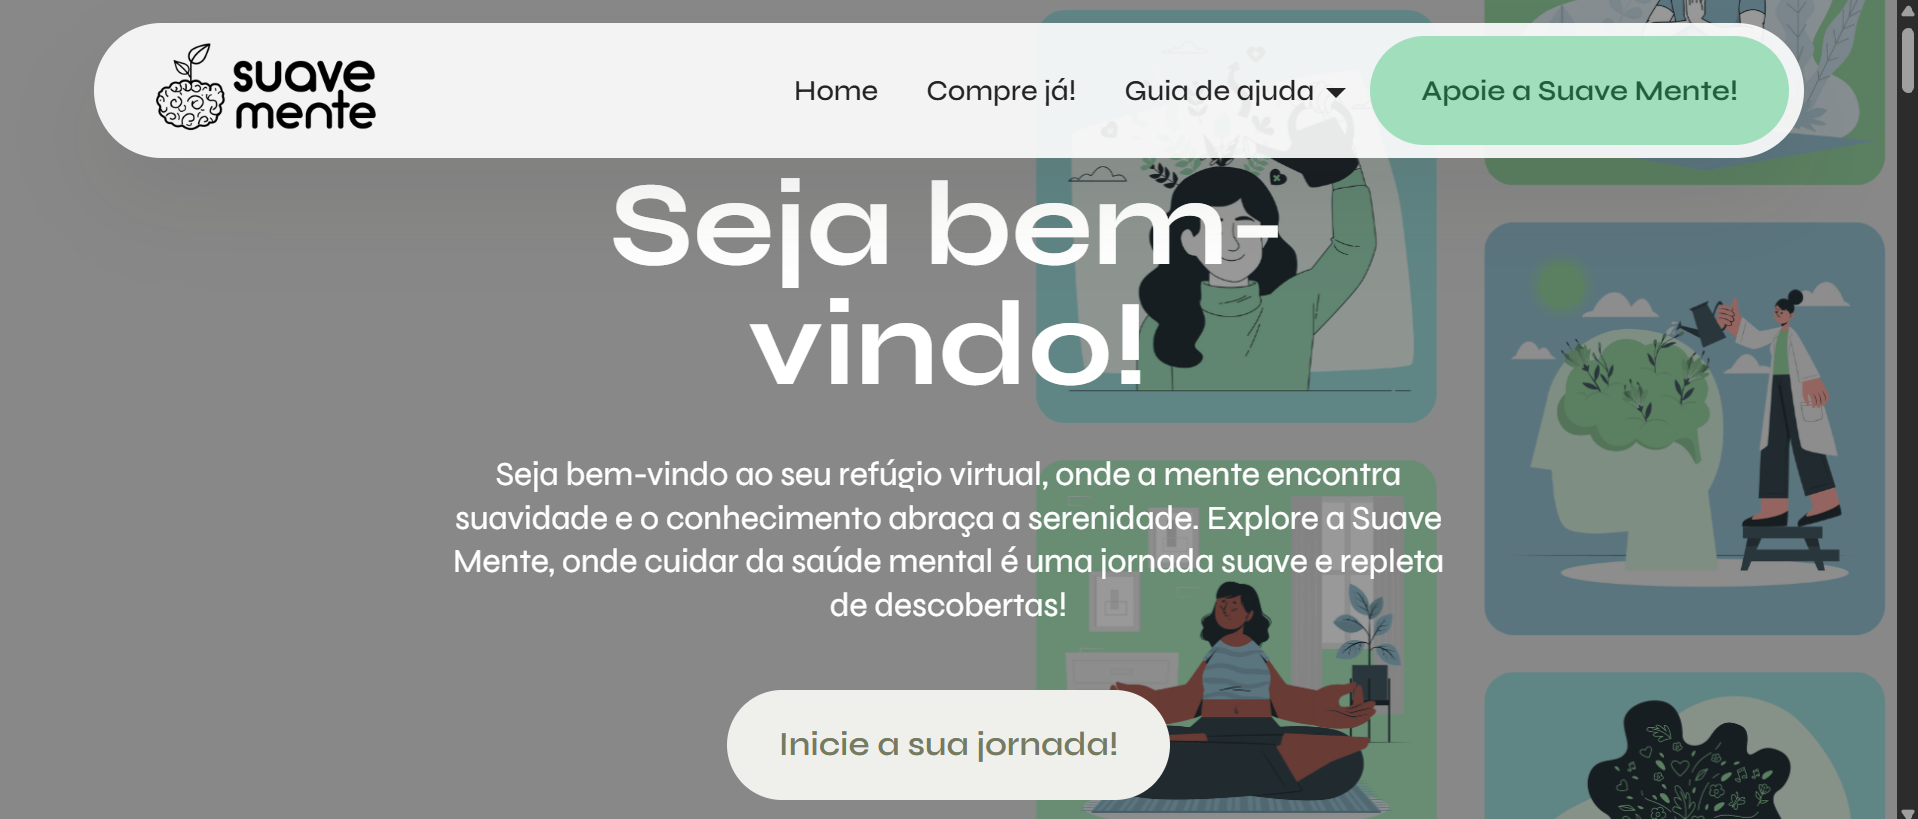 suave
mente
Home
Compre já!
Guia de ajuda
Apoie a Suave Mente!
Seja bem-
vindo!
Seja bem-vindo ao seu refúgio virtual, onde a mente encontra
suavidade e o conhecimento abraça a serenidade. Explore a Suave
Mente, onde cuidar da saúde mental é uma jornada suave e repleta
de descobertas!
Inicie a sua jornada!